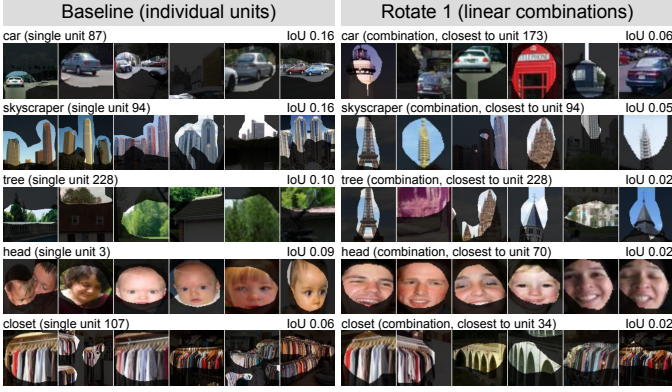 Baseline (individual units)
Rotate 1 (linear combinations)
car (single unit 87) IoU 0.16
car (combination, closest to unit 173) IoU 0.06
TELEPHONE
skyscraper (single unit 94) IoU 0.16
skyscraper (combination, closest to unit 94) IoU 0.05
tree (single unit 228) IoU 0.10
tree (combination, closest to unit 228) IoU 0.02
head (single unit 3) IoU 0.09
head (combination, closest to unit 70) IoU 0.02
closet (single unit 107) IoU 0.06
closet (combination, closest to unit 34) IoU 0.02